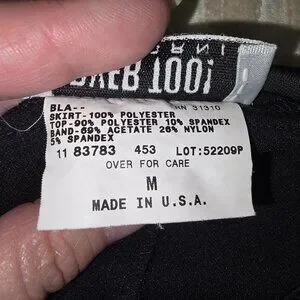 BLA--
RN 31310
SKIRT-100% POLYESTER
TOP-90% POLYESTER 10% SPANDEX
BAND-69% ACETATE 26% NYLON
5% SPANDEX
11 83783 453 LOT:52209P
OVER FOR CARE
M
MADE IN U.S.A.